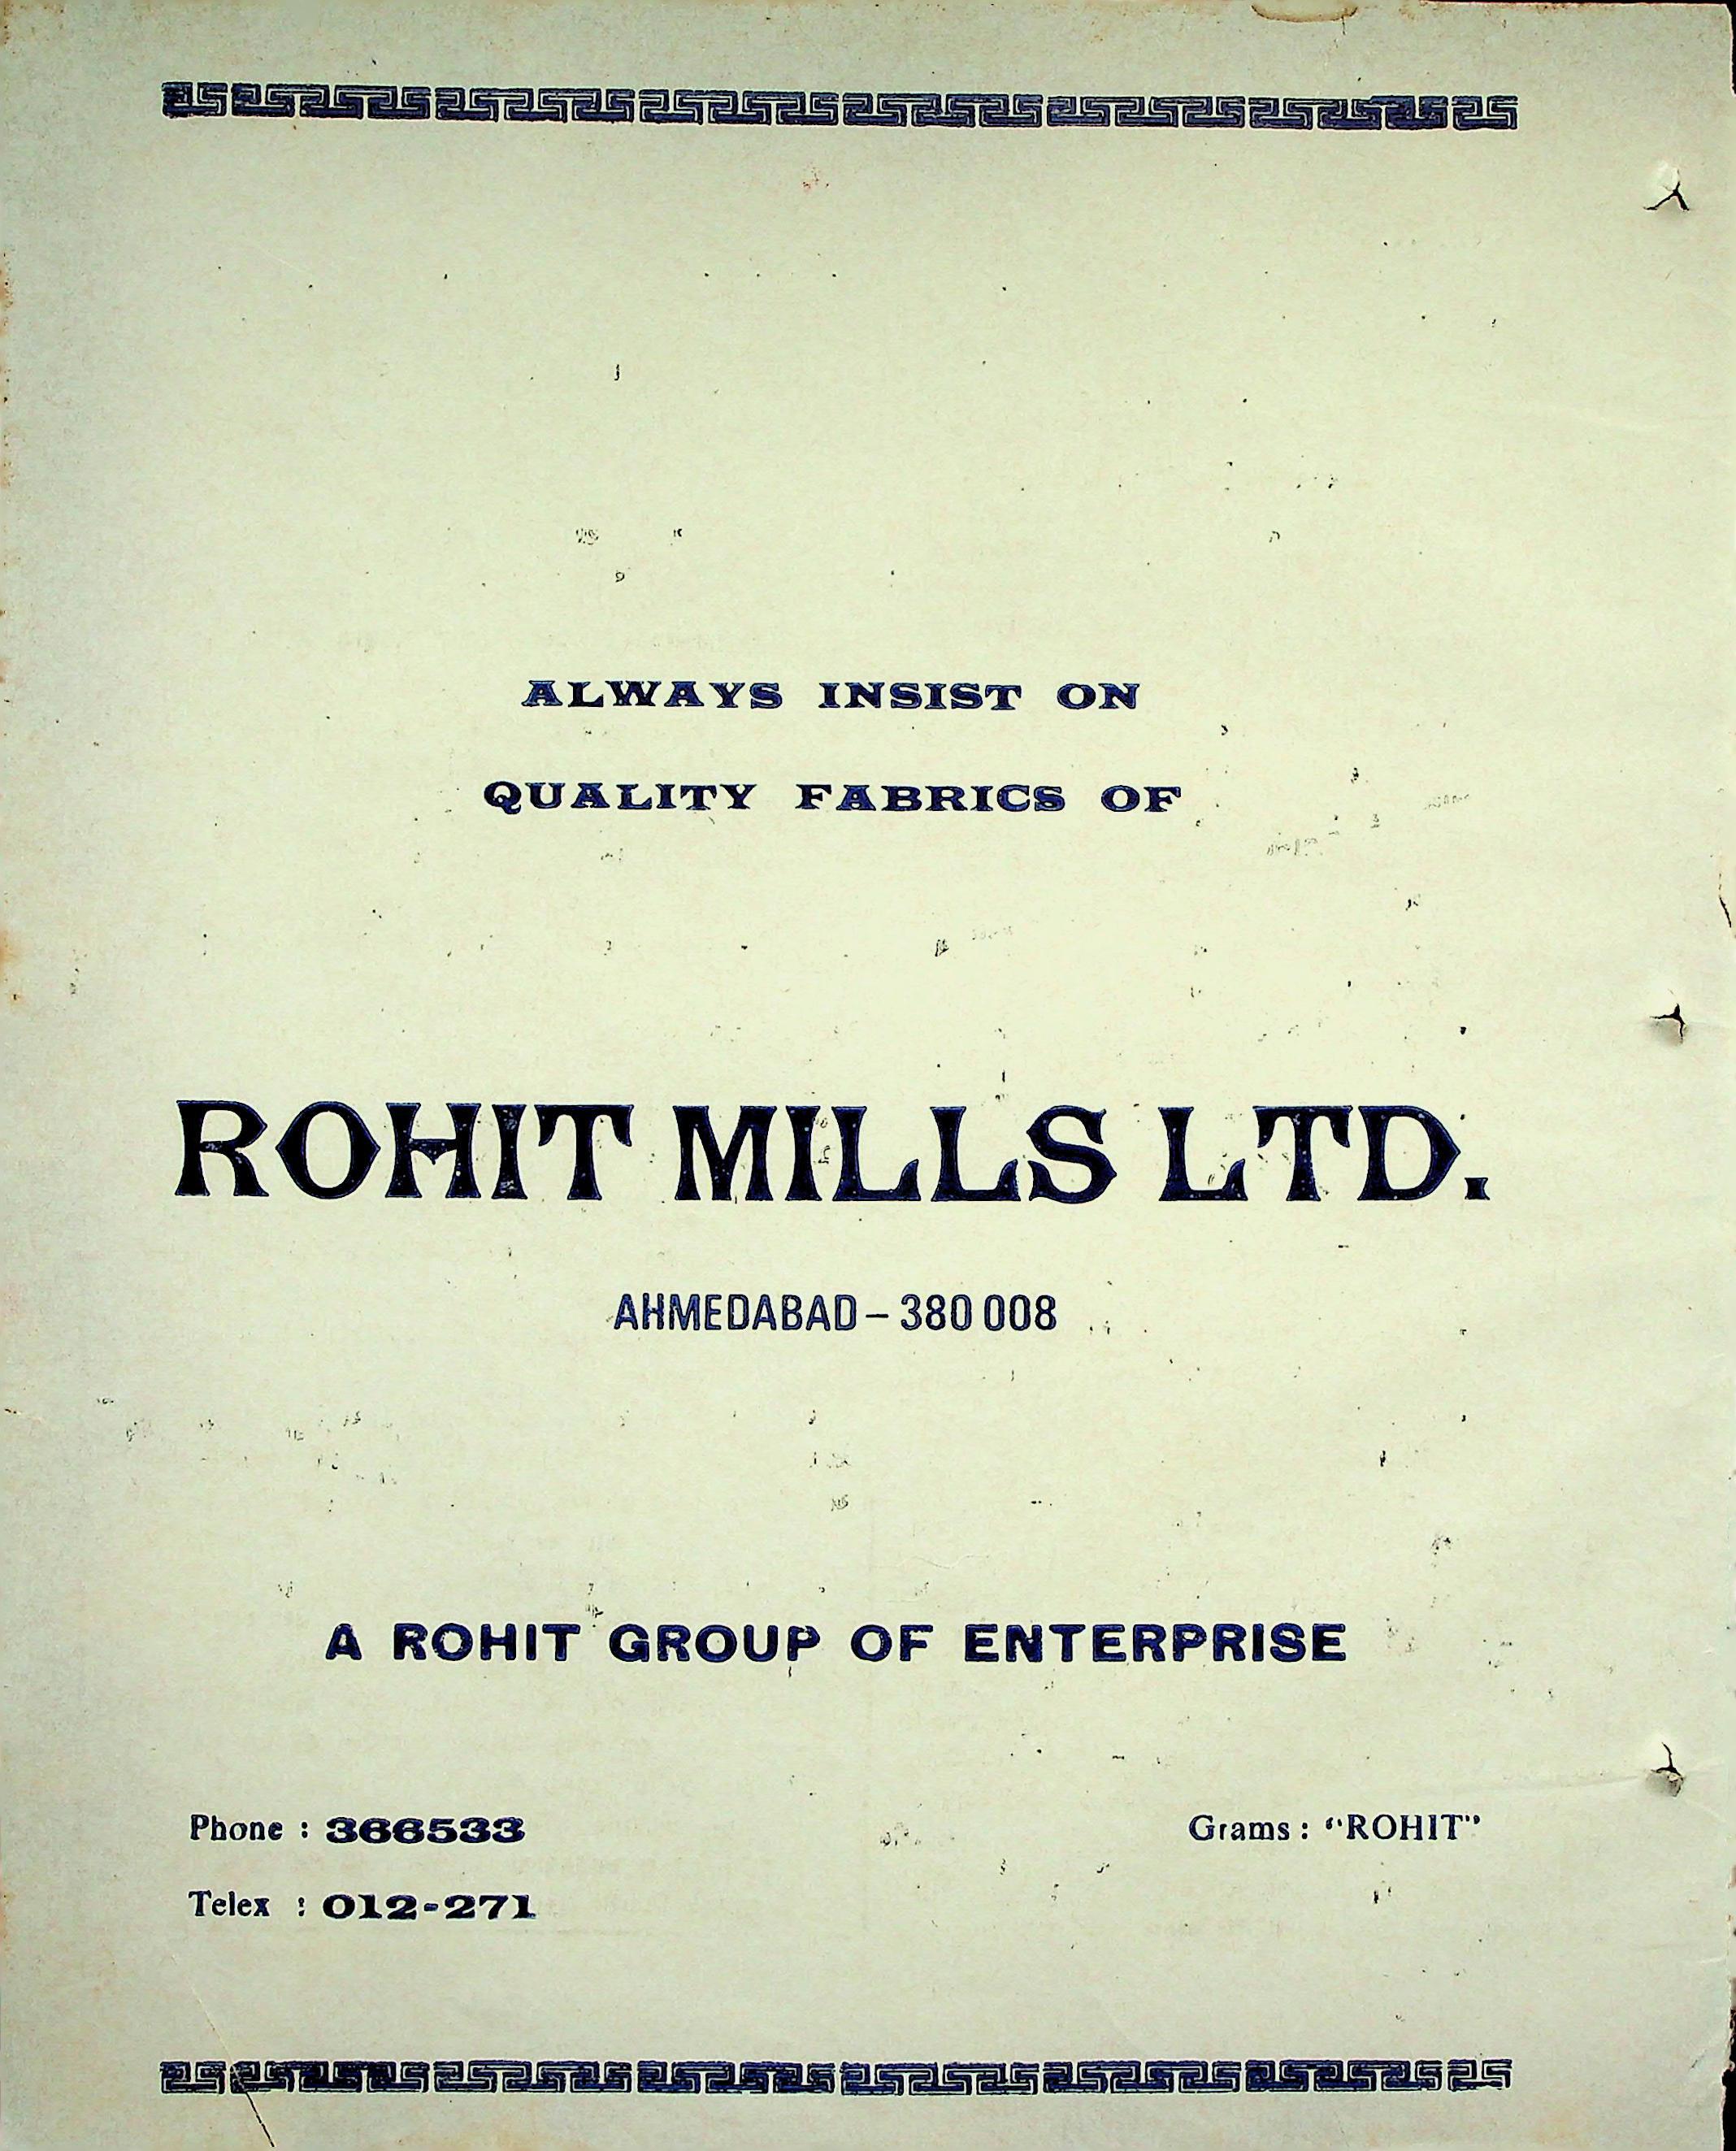 ALWAYS INSIST ON
QUALITY FABRICS OF
ROHIT MILLS LTD.
AHMEDABAD – 380 008
A ROHIT GROUP OF ENTERPRISE
Phone : 366533
Grams : "ROHIT"
Telex : 012-271